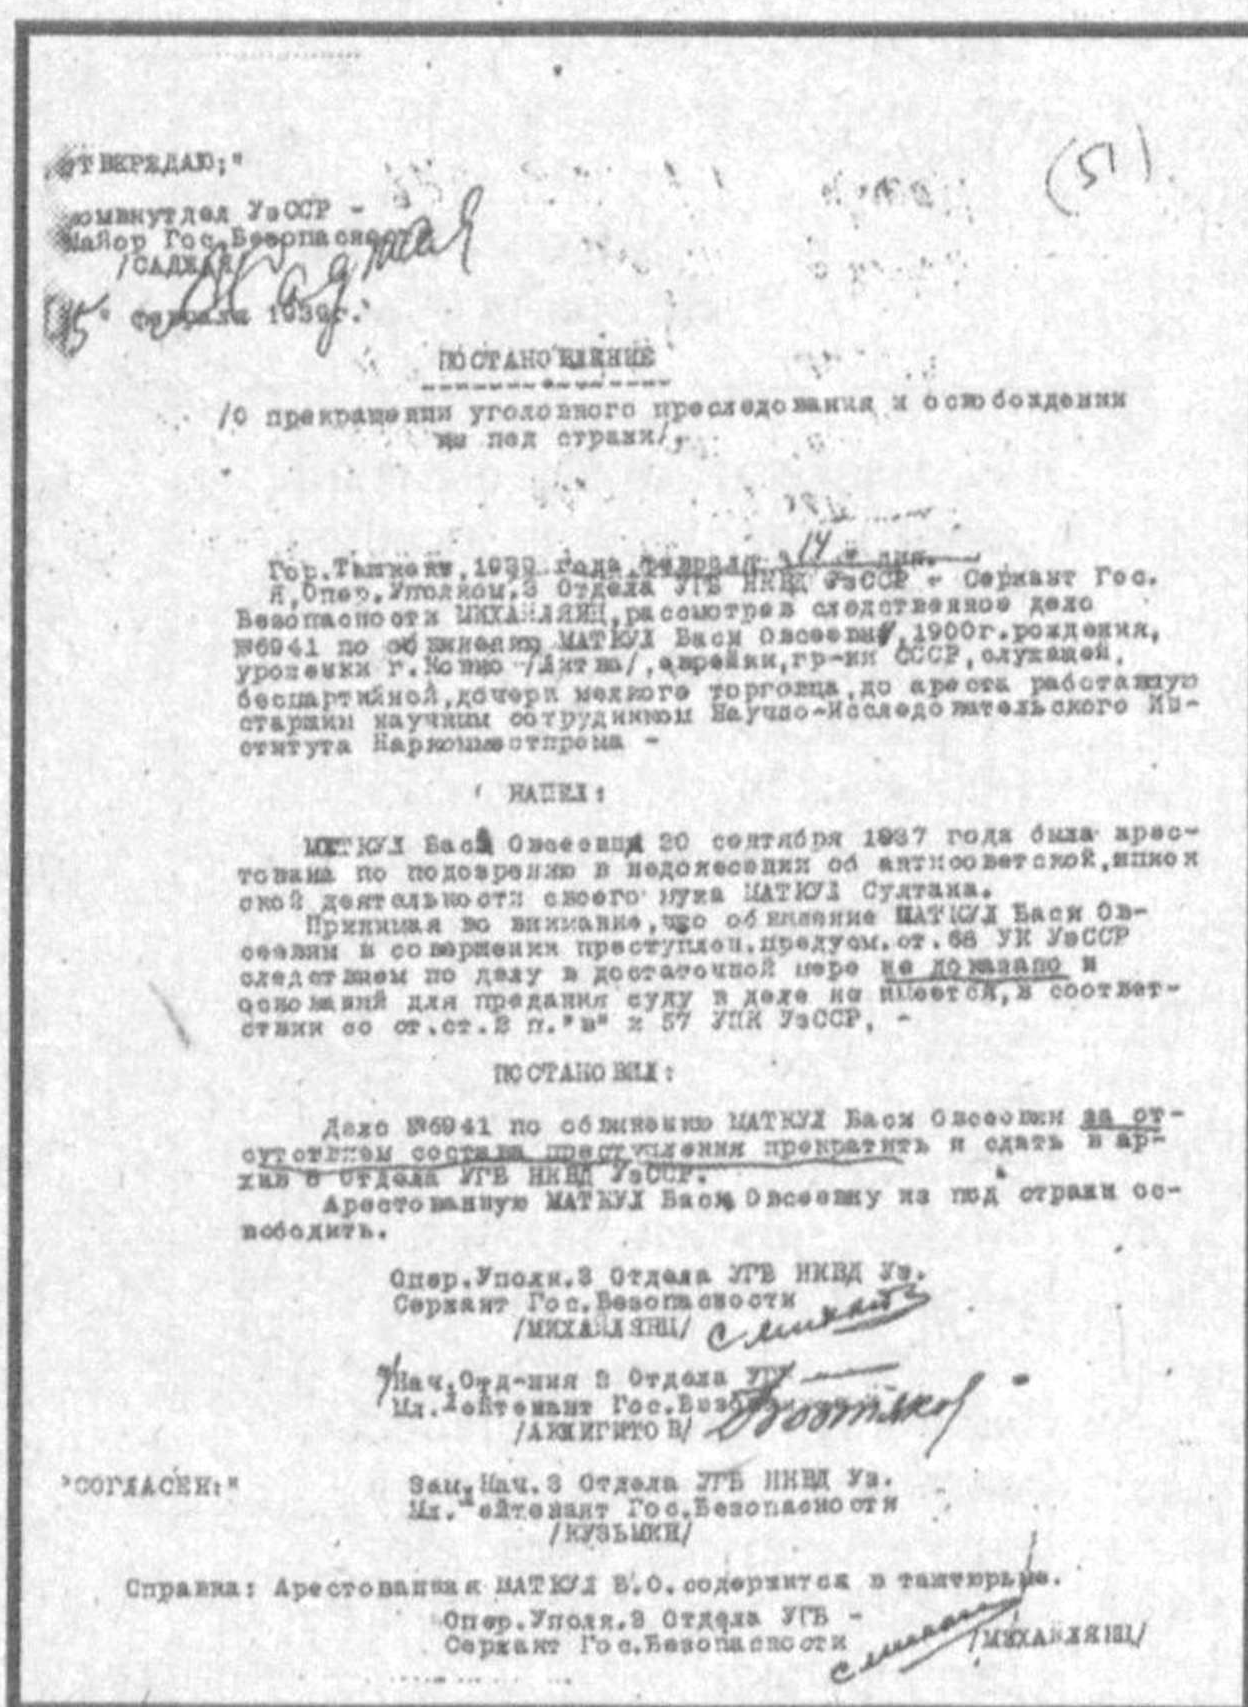 (51)
УТВЕРЖДАЮ:"
Наркомвнутдел УзССР -
Майор Гос.Безопасности
/САДЖАЯ/
"15" февраля 1939г.
ПОСТАНОВЛЕНИЕ
/О прекращении уголовного преследования и освобождении
из под стражи/.
Гор.Ташкент, 1939 года, февраля "14" дня.
Я, Опер.Уполном.3 Отдела УГБ НКВД УзССР - Сержант Гос.
Безопасности МИХАЙЛЯНЦ, рассмотрев следственное дело
№6941 по обвинению МАТКУЛ Баси Овсеевны, 1900г.рождения,
уроженки г.Ковно /Литва/, еврейки, гр-ки СССР, служащей,
беспартийной, дочери мелкого торговца, до ареста работавшую
старшим научным сотрудником Научно-Исследовательского Ин-
ститута Наркомместпрома -
НАШЕЛ:
МАТКУЛ Бася Овсеевна 20 сентября 1937 года была арес-
тована по подозрению в недонесении об антисоветской, шпион
ской деятельности своего мужа МАТКУЛ Султана.
Принимая во внимание, что обвинение МАТКУЛ Баси Ов-
сеевны в совершении преступлен.предусм.ст.66 УК УзССР
следствием по делу в достаточной мере не доказано и
оснований для предания суду в деле не имеется, в соответ-
ствии со ст.ст.2 п."в" и 57 УПК УзССР, -
ПОСТАНОВИЛ:
Дело №6941 по обвинению МАТКУЛ Баси Овсеевны за от-
сутствием состава преступления прекратить и сдать в ар-
хив отдела УГБ НКВД УзССР.
Арестованную МАТКУЛ Басю Овсеевну из под стражи ос-
вободить.
Опер.Уполн.3 Отдела УГБ НКВД Уз.
Сержант Гос.Безопасности
/МИХАЙЛЯНЦ/
Нач.Отд-ния 3 Отдела УГБ
Мл.Лейтенант Гос.Безопасности
/АНЖИГИТОВ/
"СОГЛАСЕН:"
Зам.Нач.3 Отдела УГБ НКВД Уз.
Мл.Лейтенант Гос.Безопасности
/КУЗЬМИН/
Справка: Арестованная МАТКУЛ Б.О. содержится в таштюрьме.
Опер.Уполн.3 Отдела УГБ -
Сержант Гос.Безопасности
/МИХАЙЛЯНЦ/